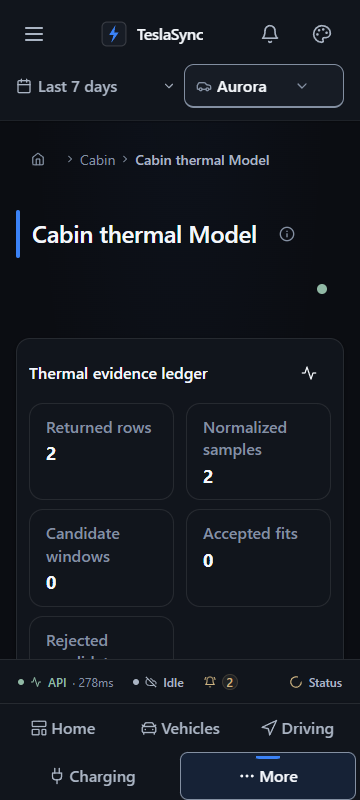 TeslaSync
Last 7 days
Aurora
Cabin
Cabin thermal Model
Cabin thermal Model
Thermal evidence ledger
Returned rows
2
Normalized
samples
2
Candidate
windows
0
Accepted fits
0
Rejected
API · 278ms
Idle
2
Status
Home
Vehicles
Driving
Charging
More